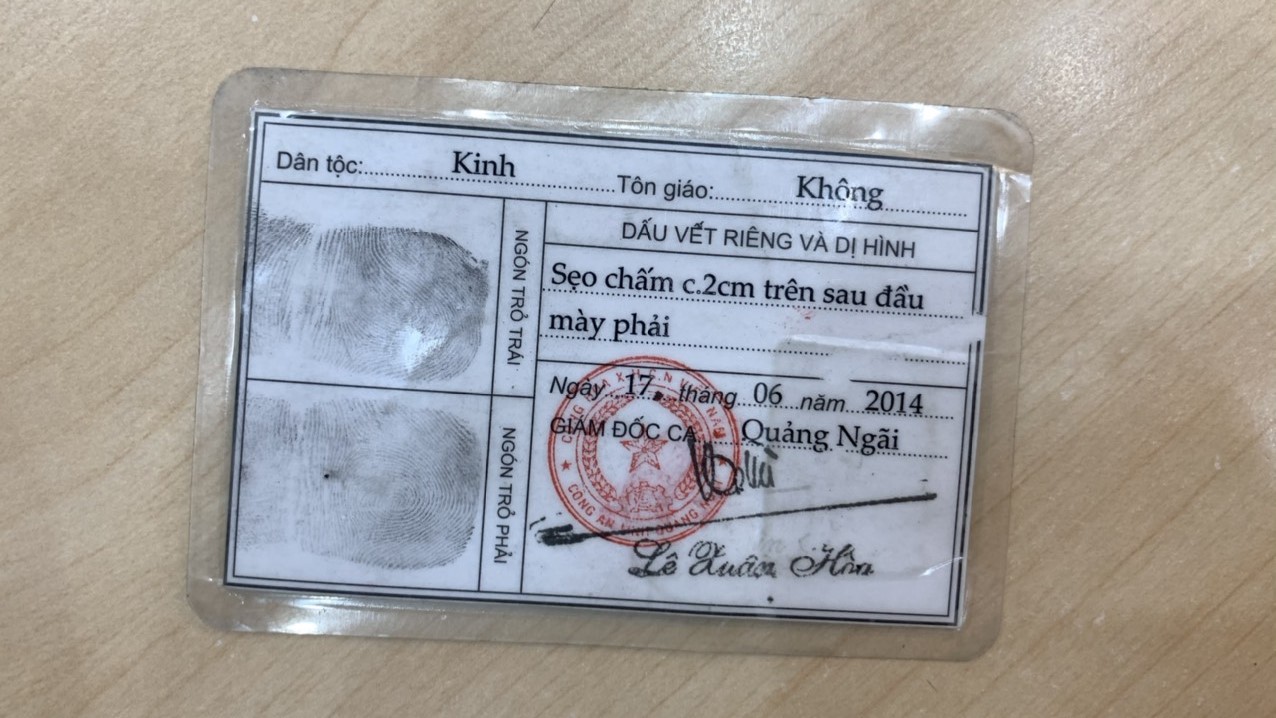 Dân tộc: Kinh Tôn giáo: Không
NGÓN TRỎ TRÁI
NGÓN TRỎ PHẢI
DẤU VẾT RIÊNG VÀ DỊ HÌNH
Sẹo chấm c.2cm trên sau đầu
mày phải
Ngày 17 tháng 06 năm 2014
GIÁM ĐỐC CA Quảng Ngãi
Lê Xuân Hòa